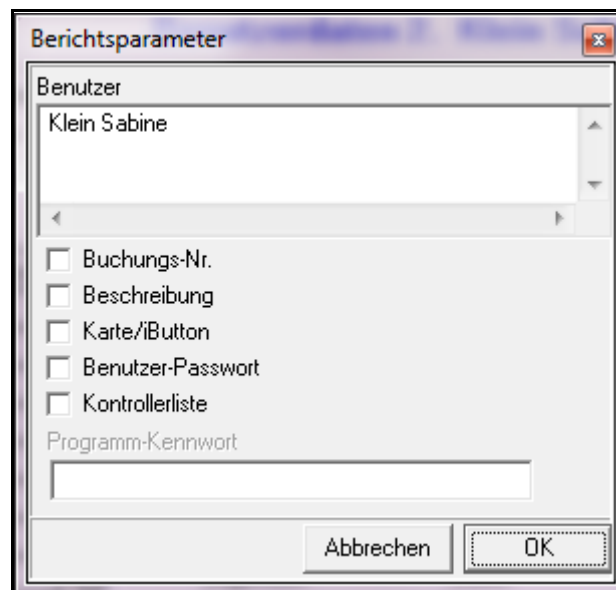 Berichtsparameter
Benutzer
Klein Sabine
Buchungs-Nr.
Beschreibung
Karte/iButton
Benutzer-Passwort
Kontrollerliste
Programm-Kennwort
Abbrechen OK